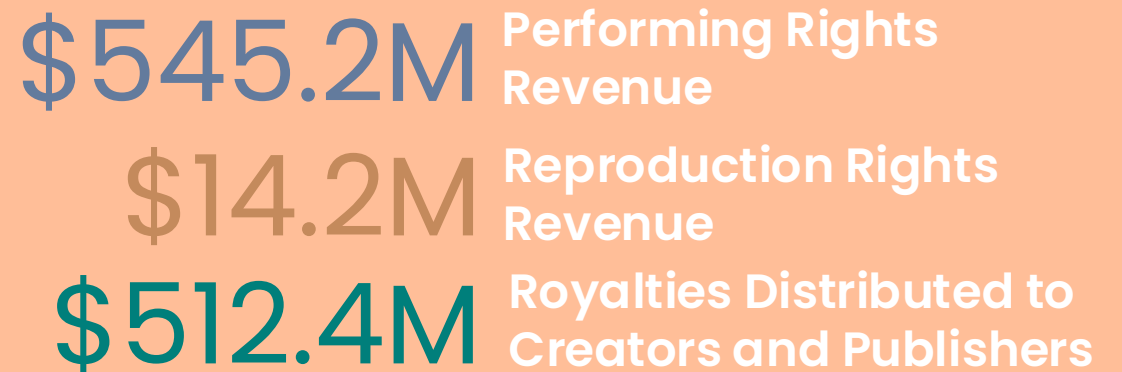 $545.2M Performing Rights
Revenue
$14.2M Reproduction Rights
Revenue
$512.4M Royalties Distributed to
Creators and Publishers